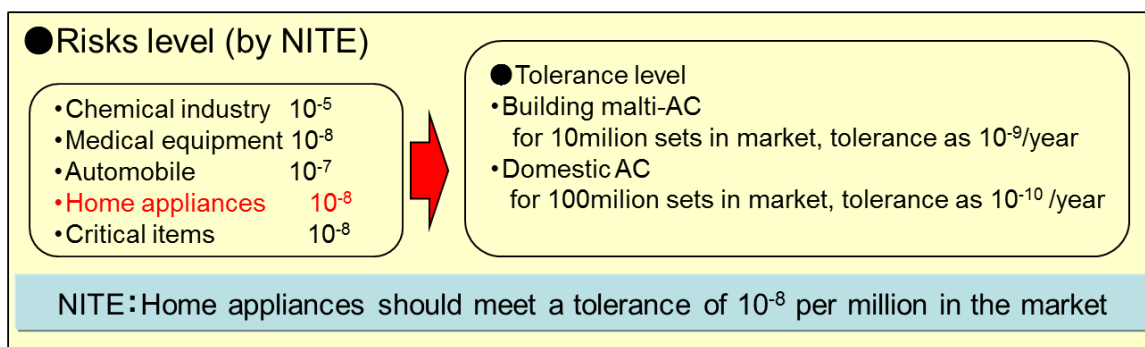 ●Risks level (by NITE)
・Chemical industry 10⁻⁵
・Medical equipment 10⁻⁸
・Automobile 10⁻⁷
・Home appliances 10⁻⁸
・Critical items 10⁻⁸
●Tolerance level
・Building malti-AC
for 10milion sets in market, tolerance as 10⁻⁹/year
・Domestic AC
for 100milion sets in market, tolerance as 10⁻¹⁰ /year
NITE：Home appliances should meet a tolerance of 10⁻⁸ per million in the market